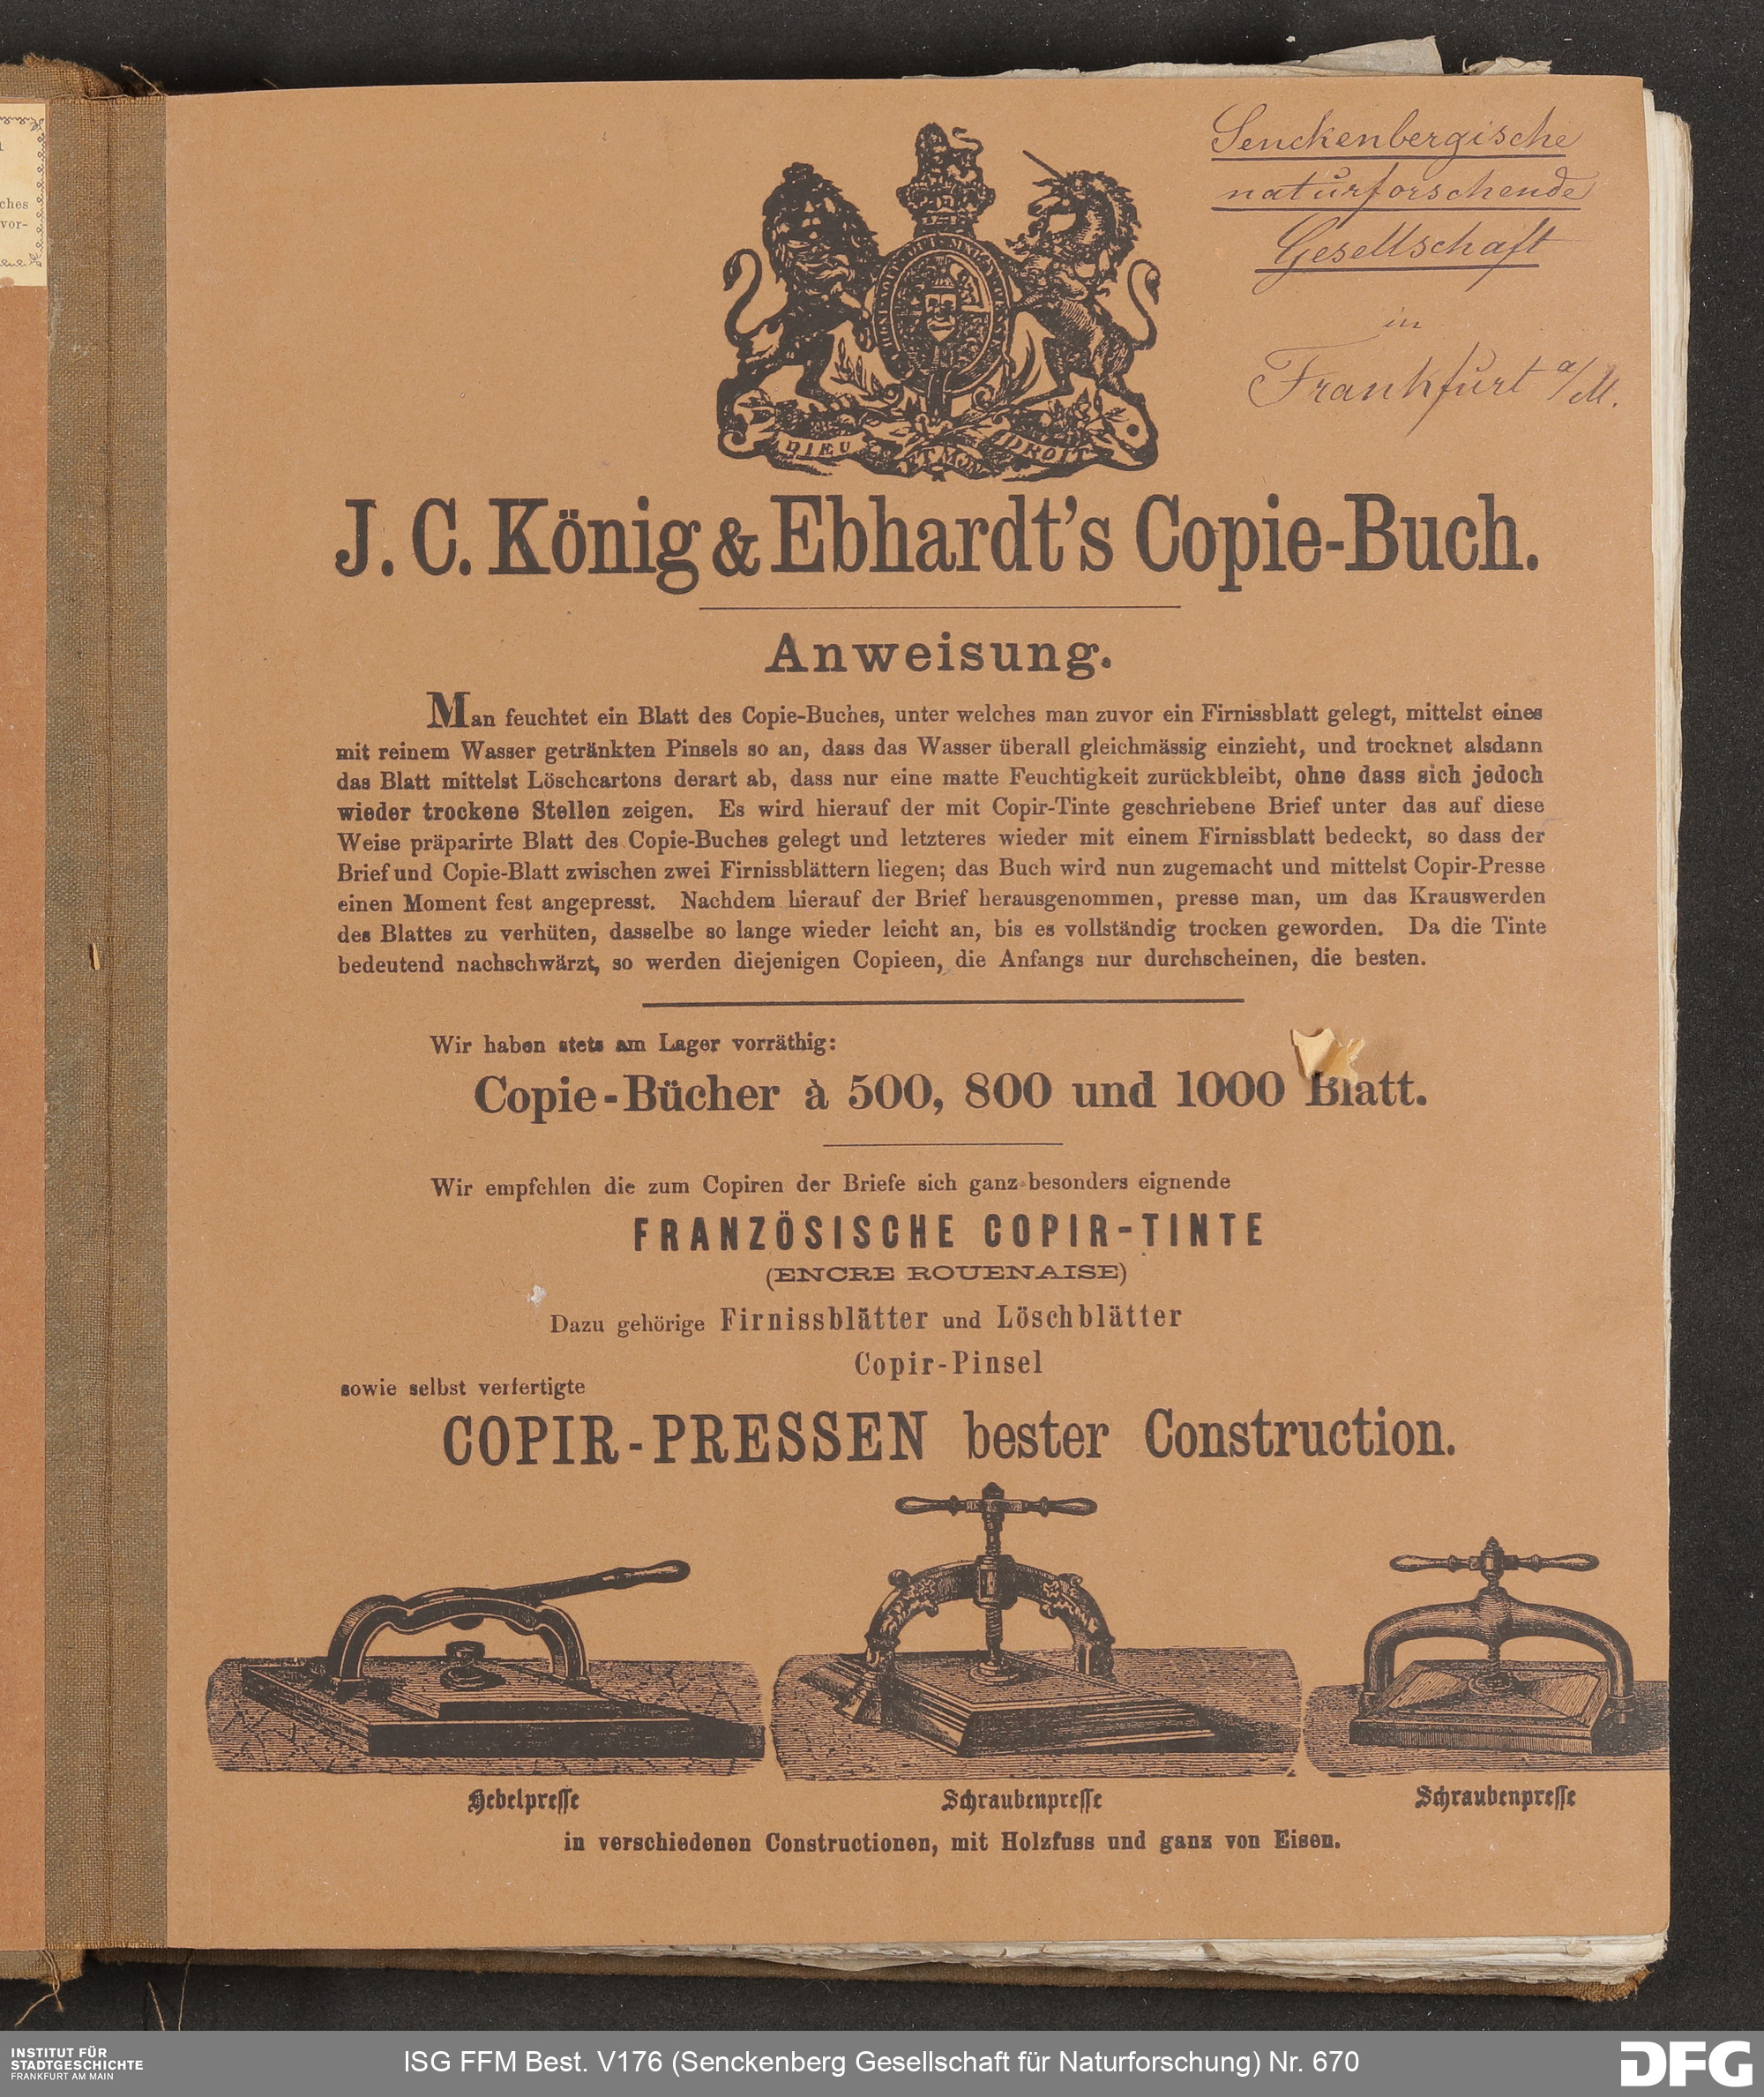 ches
vor-
Senckenbergische
naturforschende
Gesellschaft
in
Frankfurt a/M.
HONI SOIT QUI MAL Y PENSE
DIEU ET MON DROIT
J. C. König & Ebhardt's Copie-Buch.
Anweisung.
Man feuchtet ein Blatt des Copie-Buches, unter welches man zuvor ein Firnissblatt gelegt, mittelst eines
mit reinem Wasser getränkten Pinsels so an, dass das Wasser überall gleichmässig einzieht, und trocknet alsdann
das Blatt mittelst Löschcartons derart ab, dass nur eine matte Feuchtigkeit zurückbleibt, ohne dass sich jedoch
wieder trockene Stellen zeigen. Es wird hierauf der mit Copir-Tinte geschriebene Brief unter das auf diese
Weise präparirte Blatt des Copie-Buches gelegt und letzteres wieder mit einem Firnissblatt bedeckt, so dass der
Brief und Copie-Blatt zwischen zwei Firnissblättern liegen; das Buch wird nun zugemacht und mittelst Copir-Presse
einen Moment fest angepresst. Nachdem hierauf der Brief herausgenommen, presse man, um das Krauswerden
des Blattes zu verhüten, dasselbe so lange wieder leicht an, bis es vollständig trocken geworden. Da die Tinte
bedeutend nachschwärzt, so werden diejenigen Copieen, die Anfangs nur durchscheinen, die besten.
Wir haben stets am Lager vorräthig:
Copie-Bücher à 500, 800 und 1000 Blatt.
Wir empfehlen die zum Copiren der Briefe sich ganz besonders eignende
FRANZÖSISCHE COPIR-TINTE
(ENCRE ROUENAISE)
Dazu gehörige Firnissblätter und Löschblätter
Copir-Pinsel
sowie selbst verfertigte
COPIR-PRESSEN bester Construction.
Hebelpresse
Schraubenpresse
Schraubenpresse
in verschiedenen Constructionen, mit Holzfuss und ganz von Eisen.
INSTITUT FÜR
STADTGESCHICHTE
FRANKFURT AM MAIN
ISG FFM Best. V176 (Senckenberg Gesellschaft für Naturforschung) Nr. 670
DFG